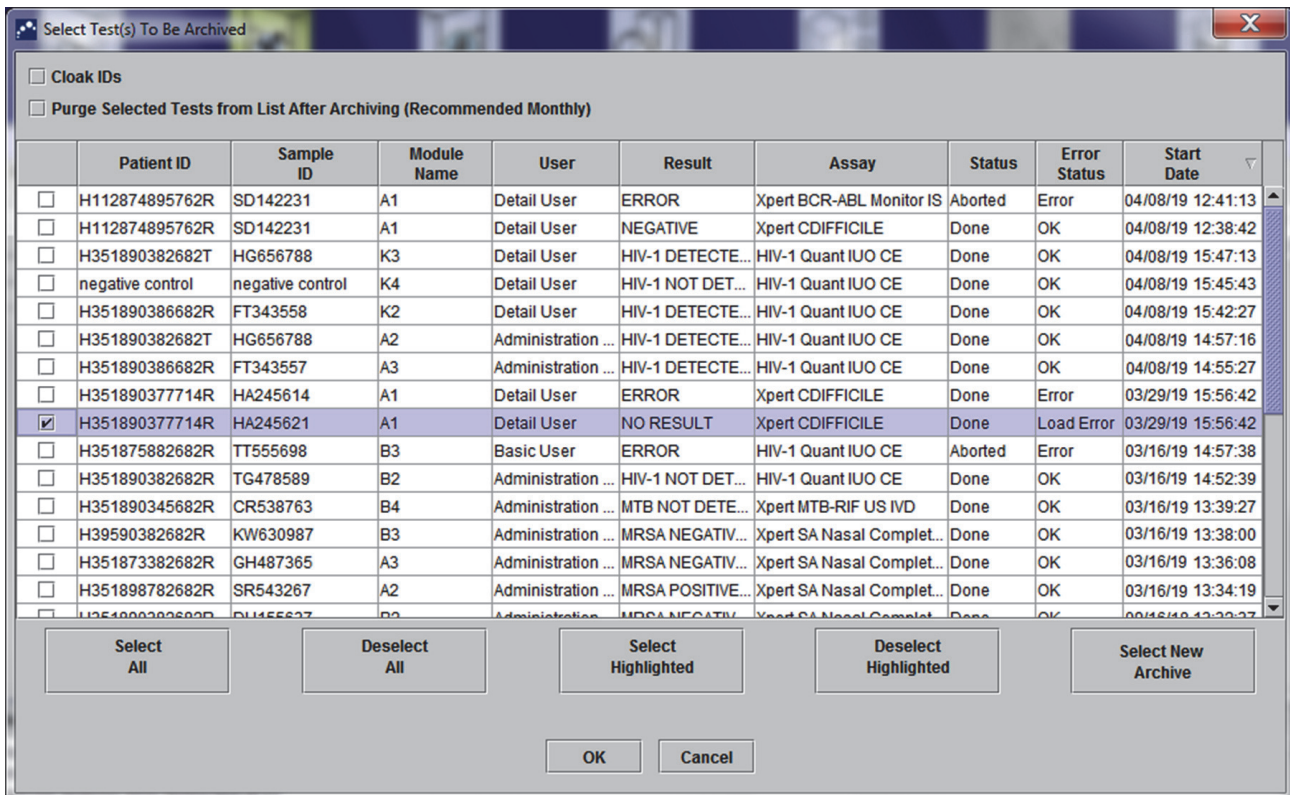 Select Test(s) To Be Archived
Cloak IDs
Purge Selected Tests from List After Archiving (Recommended Monthly)
Patient ID Sample ID Module Name User Result Assay Status Error Status Start Date
H112874895762R SD142231 A1 Detail User ERROR Xpert BCR-ABL Monitor IS Aborted Error 04/08/19 12:41:13
H112874895762R SD142231 A1 Detail User NEGATIVE Xpert CDIFFICILE Done OK 04/08/19 12:38:42
H351890382682T HG656788 K3 Detail User HIV-1 DETECTE... HIV-1 Quant IUO CE Done OK 04/08/19 15:47:13
negative control negative control K4 Detail User HIV-1 NOT DET... HIV-1 Quant IUO CE Done OK 04/08/19 15:45:43
H351890386682R FT343558 K2 Detail User HIV-1 DETECTE... HIV-1 Quant IUO CE Done OK 04/08/19 15:42:27
H351890382682T HG656788 A2 Administration ... HIV-1 DETECTE... HIV-1 Quant IUO CE Done OK 04/08/19 14:57:16
H351890386682R FT343557 A3 Administration ... HIV-1 DETECTE... HIV-1 Quant IUO CE Done OK 04/08/19 14:55:27
H351890377714R HA245614 A1 Detail User ERROR Xpert CDIFFICILE Done Error 03/29/19 15:56:42
H351890377714R HA245621 A1 Detail User NO RESULT Xpert CDIFFICILE Done Load Error 03/29/19 15:56:42
H351875882682R TT555698 B3 Basic User ERROR HIV-1 Quant IUO CE Aborted Error 03/16/19 14:57:38
H351890382682R TG478589 B2 Administration ... HIV-1 NOT DET... HIV-1 Quant IUO CE Done OK 03/16/19 14:52:39
H351890345682R CR538763 B4 Administration ... MTB NOT DETE... Xpert MTB-RIF US IVD Done OK 03/16/19 13:39:27
H39590382682R KW630987 B3 Administration ... MRSA NEGATIV... Xpert SA Nasal Complet... Done OK 03/16/19 13:38:00
H351873382682R GH487365 A3 Administration ... MRSA NEGATIV... Xpert SA Nasal Complet... Done OK 03/16/19 13:36:08
H351898782682R SR543267 A2 Administration ... MRSA POSITIVE... Xpert SA Nasal Complet... Done OK 03/16/19 13:34:19
Select All Deselect All Select Highlighted Deselect Highlighted Select New Archive
OK Cancel